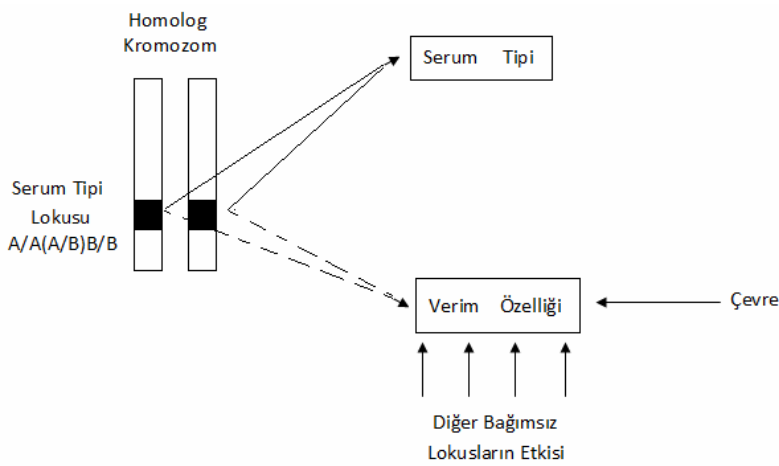 Homolog
Kromozom
Serum Tipi
Serum Tipi
Lokusu
A/A(A/B)B/B
Verim Özelliği
Çevre
Diğer Bağımsız
Lokusların Etkisi